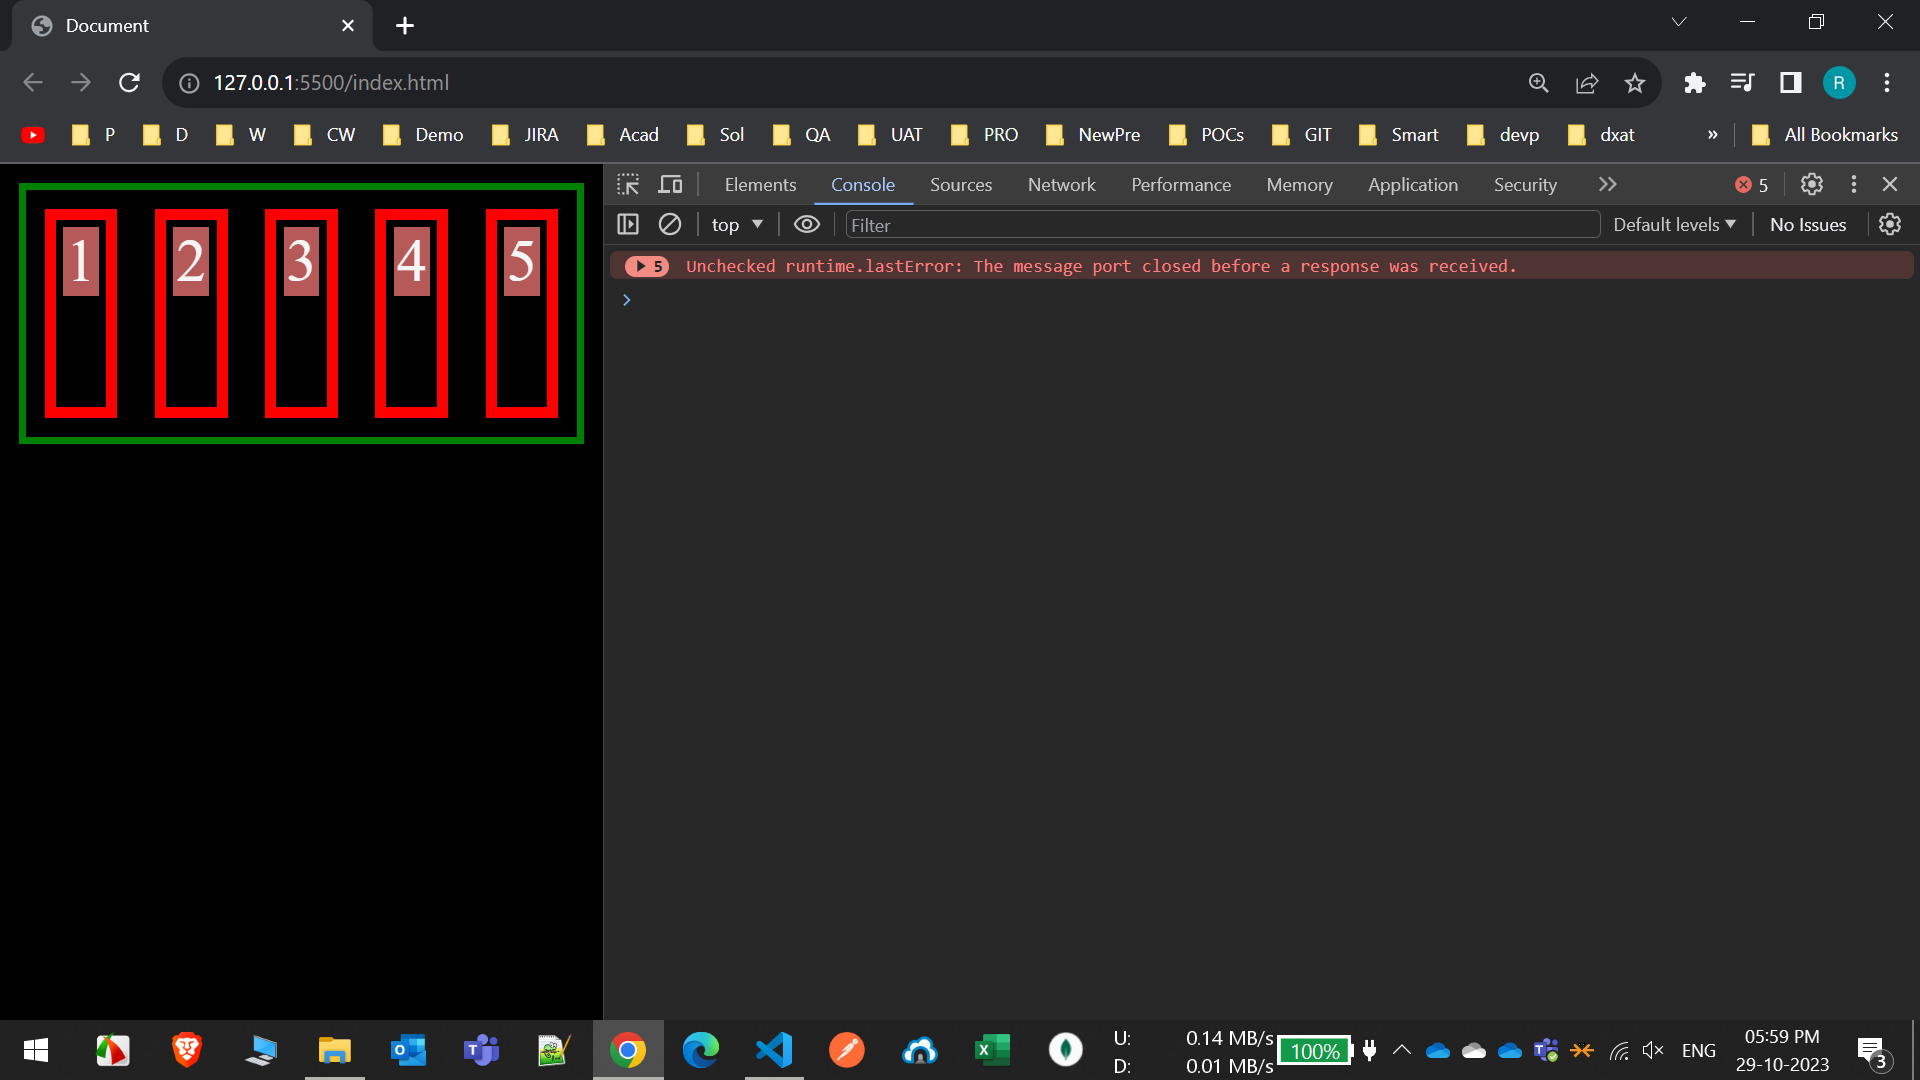 Document
127.0.0.1:5500/index.html
R
P D W CW Demo JIRA Acad Sol QA UAT PRO NewPre POCs GIT Smart devp dxat » All Bookmarks
Elements Console Sources Network Performance Memory Application Security 5
top Filter Default levels No Issues
5 Unchecked runtime.lastError: The message port closed before a response was received.
1 2 3 4 5
U: 0.14 MB/s
D: 0.01 MB/s
100%
ENG
05:59 PM
29-10-2023
3